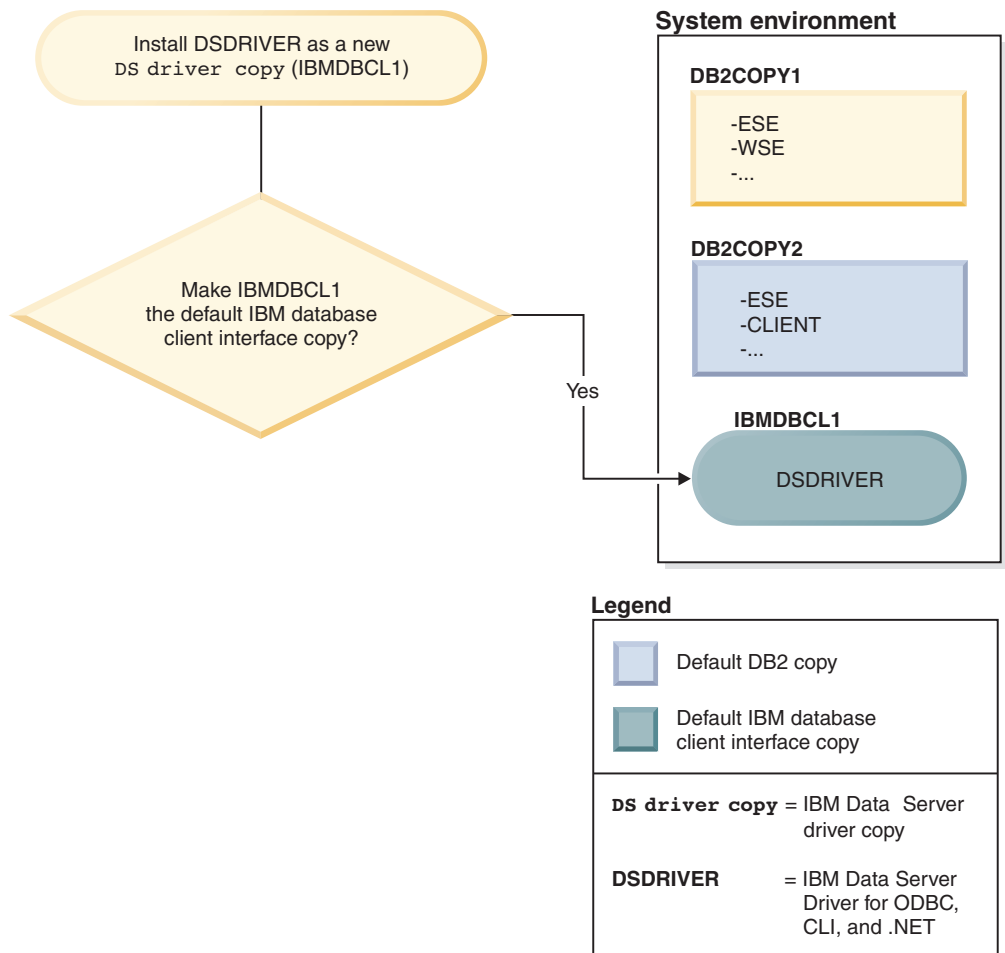 Install DSDRIVER as a new
DS driver copy (IBMDBCL1)
Make IBMDBCL1
the default IBM database
client interface copy?
Yes
System environment
DB2COPY1
-ESE
-WSE
-...
DB2COPY2
-ESE
-CLIENT
-...
IBMDBCL1
DSDRIVER
Legend
Default DB2 copy
Default IBM database
client interface copy
DS driver copy = IBM Data Server
driver copy
DSDRIVER = IBM Data Server
Driver for ODBC,
CLI, and .NET